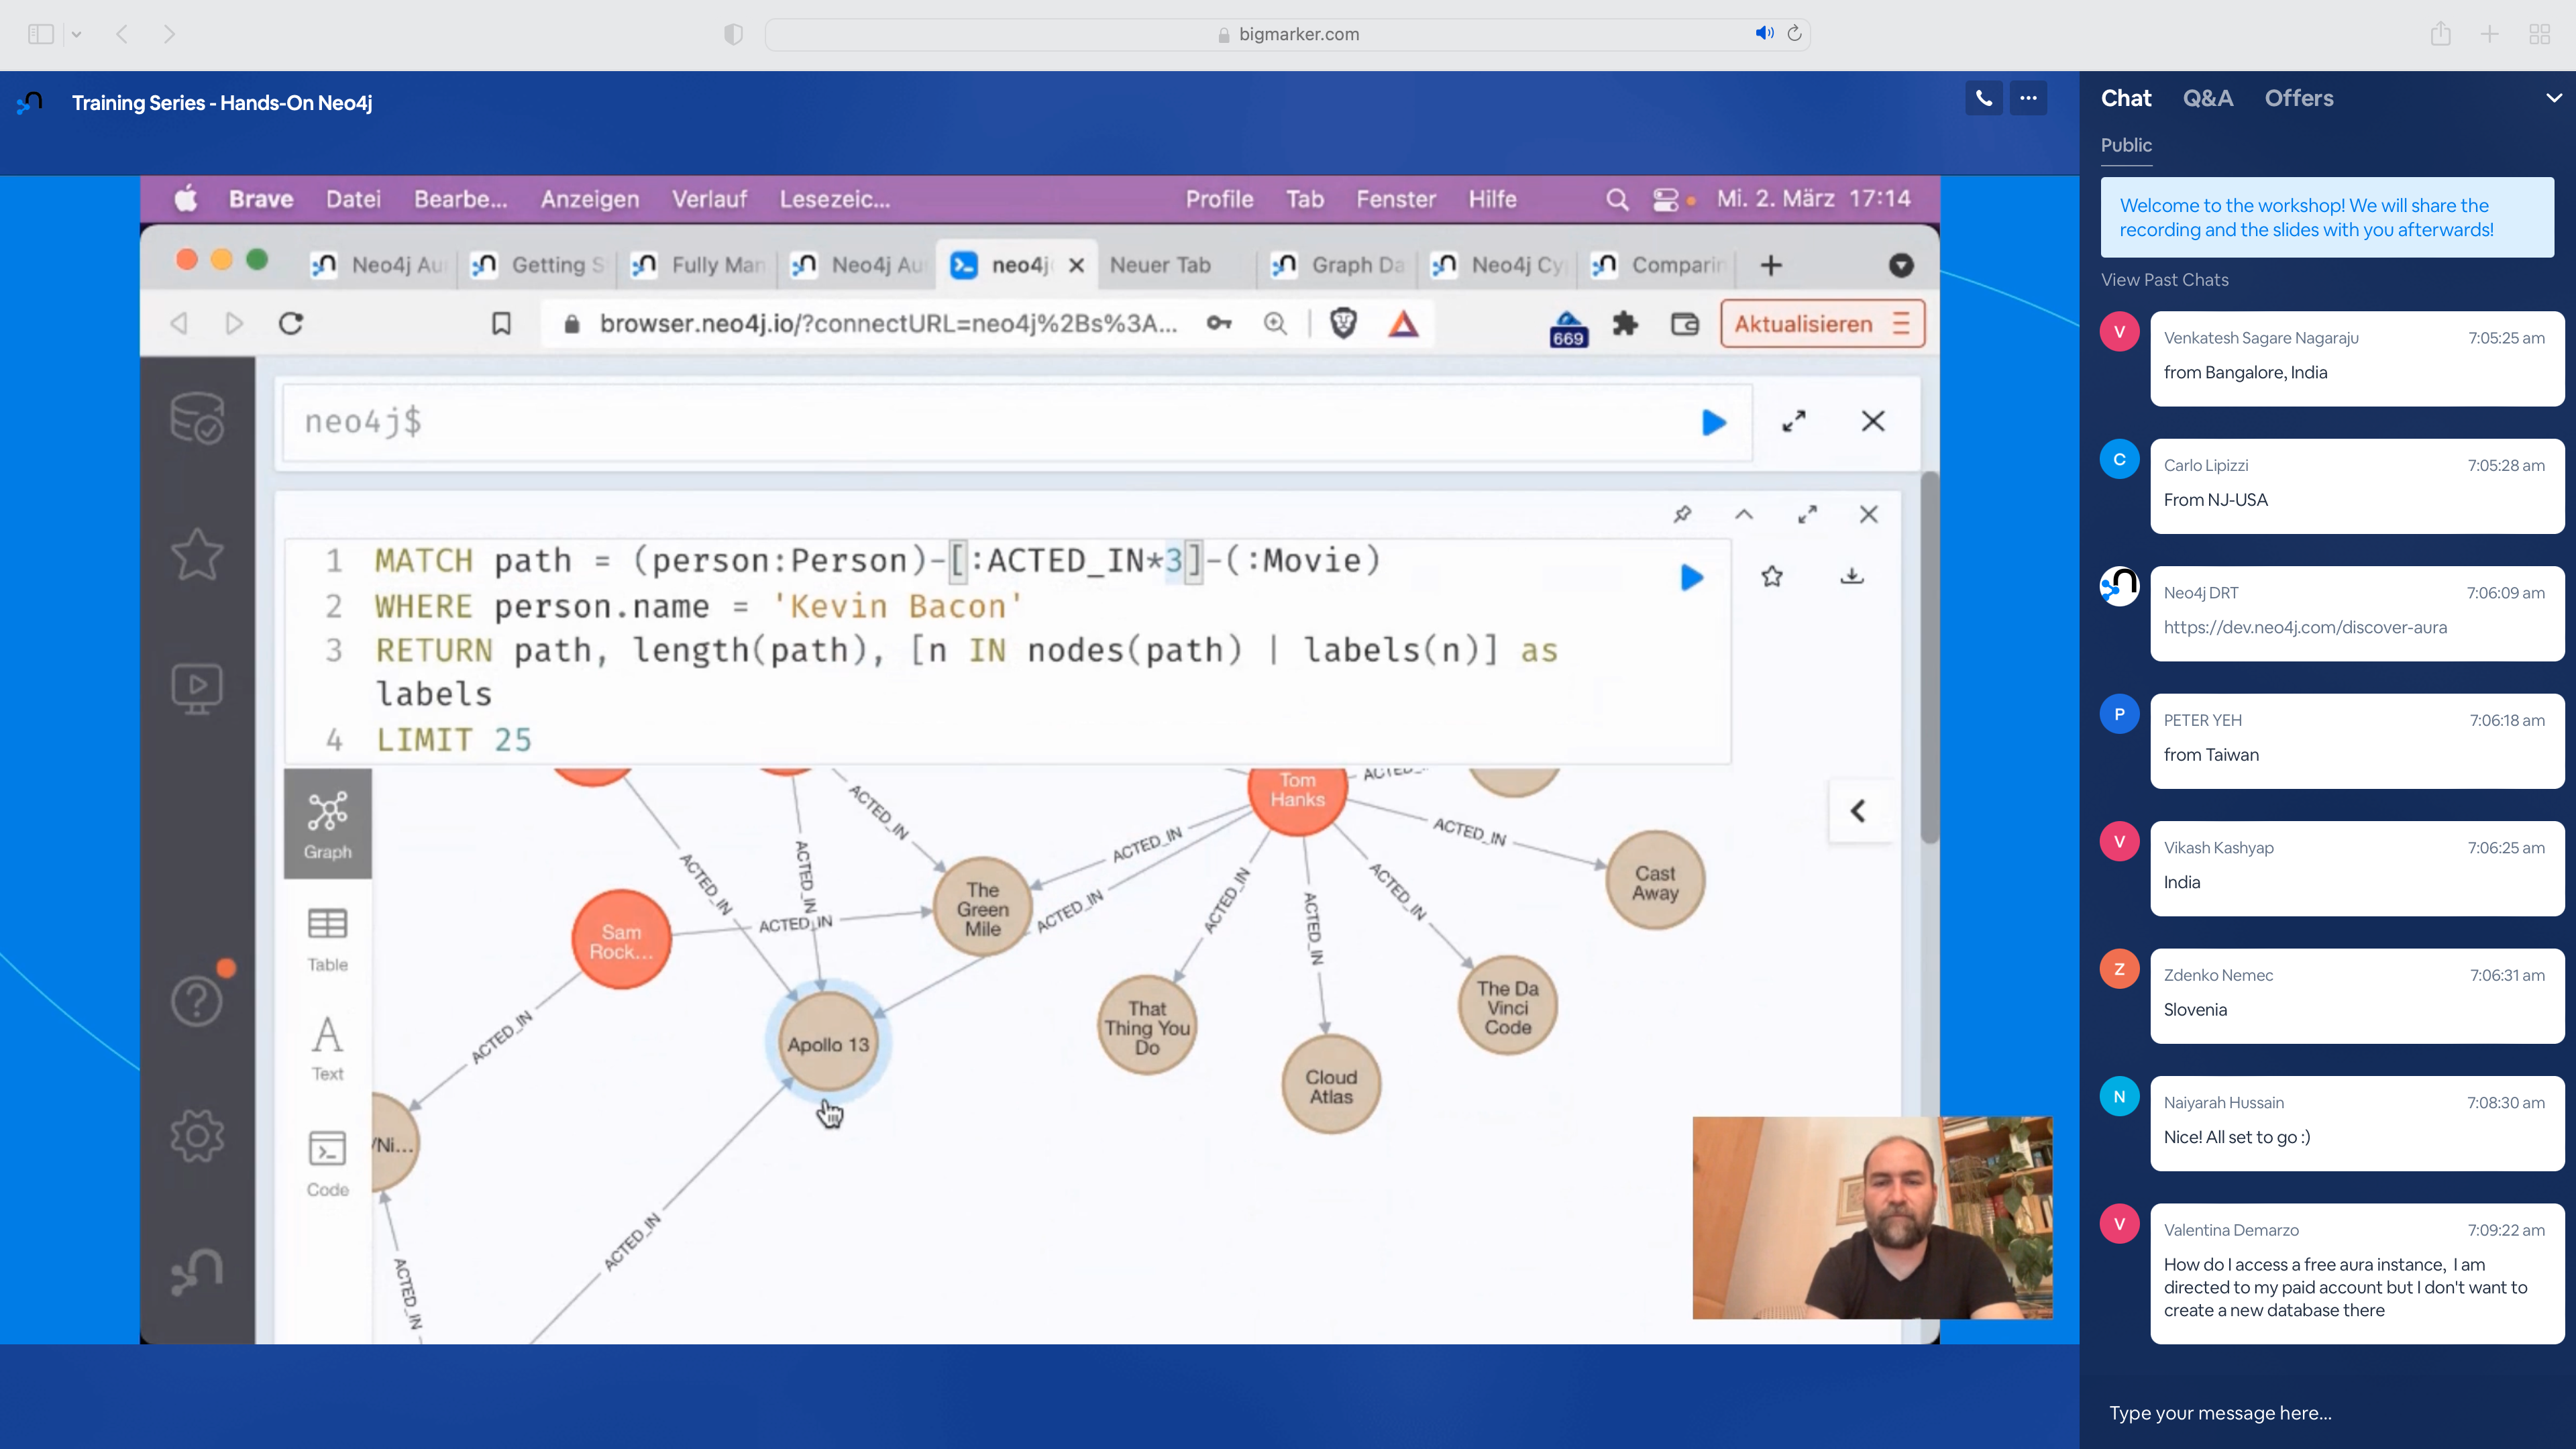 bigmarker.com
Training Series - Hands-On Neo4j
Brave Datei Bearbe... Anzeigen Verlauf Lesezeic... Profile Tab Fenster Hilfe Mi. 2. März 17:14
Neo4j Au Getting S Fully Man Neo4j Au neo4j Neuer Tab Graph Da Neo4j Cy Comparin
browser.neo4j.io/?connectURL=neo4j%2Bs%3A... 669 Aktualisieren
neo4j$
1 MATCH path = (person:Person)-[:ACTED_IN*3]-(:Movie)
2 WHERE person.name = 'Kevin Bacon'
3 RETURN path, length(path), [n IN nodes(path) | labels(n)] as
labels
4 LIMIT 25
Graph
Table
Text
Code
Tom
Hanks
ACTED_IN
ACTED_IN
ACTED_IN
ACTED_IN
ACTED_IN
ACTED_IN
ACTED_IN
ACTED_IN
ACTED_IN
ACTED_IN
ACTED_IN
ACTED_IN
ACTED_IN
The
Green
Mile
Cast
Away
Sam
Rock...
Apollo 13
That
Thing You
Do
The Da
Vinci
Code
Cloud
Atlas
/Ni...
Chat Q&A Offers
Public
Welcome to the workshop! We will share the
recording and the slides with you afterwards!
View Past Chats
V Venkatesh Sagare Nagaraju 7:05:25 am
from Bangalore, India
C Carlo Lipizzi 7:05:28 am
From NJ-USA
Neo4j DRT 7:06:09 am
https://dev.neo4j.com/discover-aura
P PETER YEH 7:06:18 am
from Taiwan
V Vikash Kashyap 7:06:25 am
India
Z Zdenko Nemec 7:06:31 am
Slovenia
N Naiyarah Hussain 7:08:30 am
Nice! All set to go :)
V Valentina Demarzo 7:09:22 am
How do I access a free aura instance, I am
directed to my paid account but I don't want to
create a new database there
Type your message here...